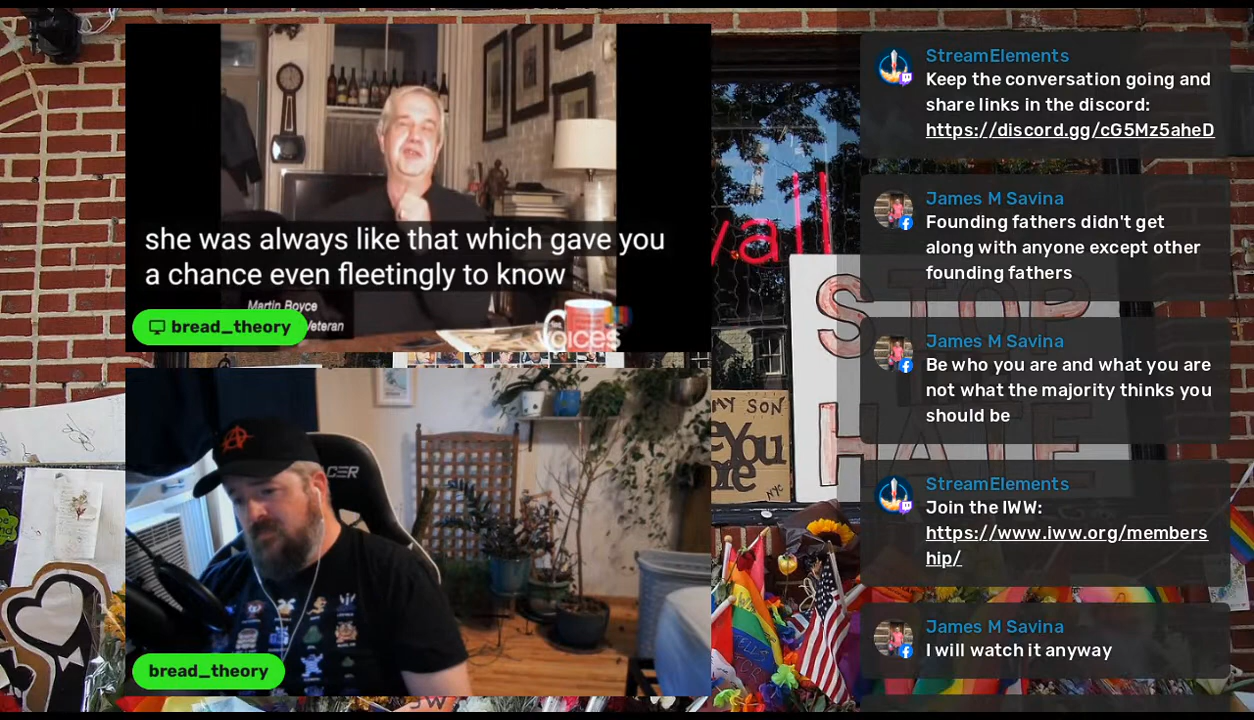 she was always like that which gave you
a chance even fleetingly to know
Martin Boyce
Veteran
bread_theory
voices
CER
bread_theory
STOP
HATE
MY SON
NYC
StreamElements
Keep the conversation going and
share links in the discord:
https://discord.gg/cG5Mz5aheD
James M Savina
Founding fathers didn't get
along with anyone except other
founding fathers
James M Savina
Be who you are and what you are
not what the majority thinks you
should be
StreamElements
Join the IWW:
https://www.iww.org/members
hip/
James M Savina
I will watch it anyway